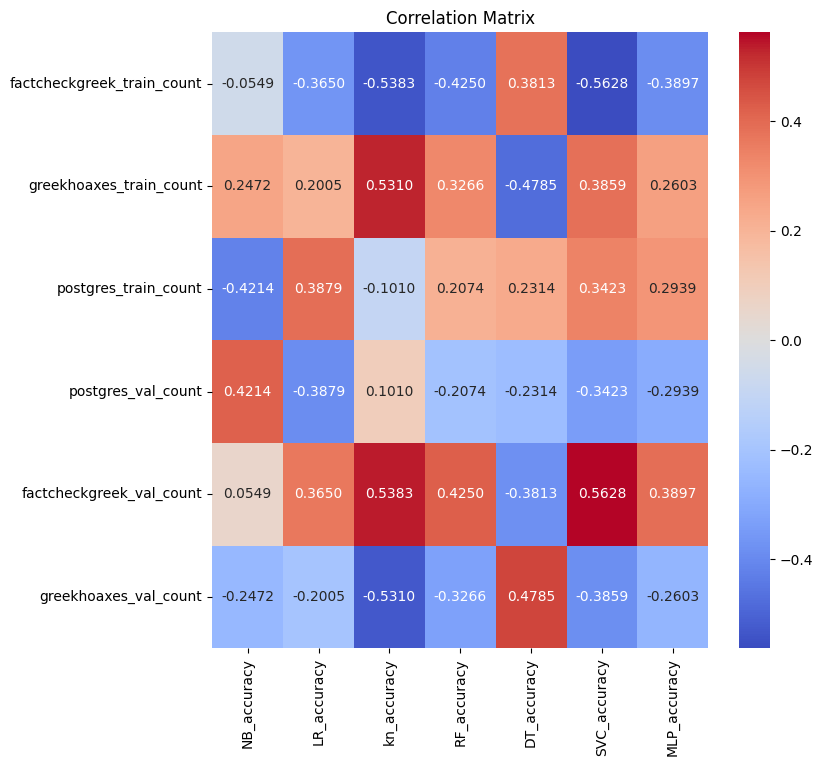 Correlation Matrix
factcheckgreek_train_count -0.0549 -0.3650 -0.5383 -0.4250 0.3813 -0.5628 -0.3897
greekhoaxes_train_count 0.2472 0.2005 0.5310 0.3266 -0.4785 0.3859 0.2603
postgres_train_count -0.4214 0.3879 -0.1010 0.2074 0.2314 0.3423 0.2939
postgres_val_count 0.4214 -0.3879 0.1010 -0.2074 -0.2314 -0.3423 -0.2939
factcheckgreek_val_count 0.0549 0.3650 0.5383 0.4250 -0.3813 0.5628 0.3897
greekhoaxes_val_count -0.2472 -0.2005 -0.5310 -0.3266 0.4785 -0.3859 -0.2603
NB_accuracy
LR_accuracy
kn_accuracy
RF_accuracy
DT_accuracy
SVC_accuracy
MLP_accuracy
0.4
0.2
0.0
−0.2
−0.4